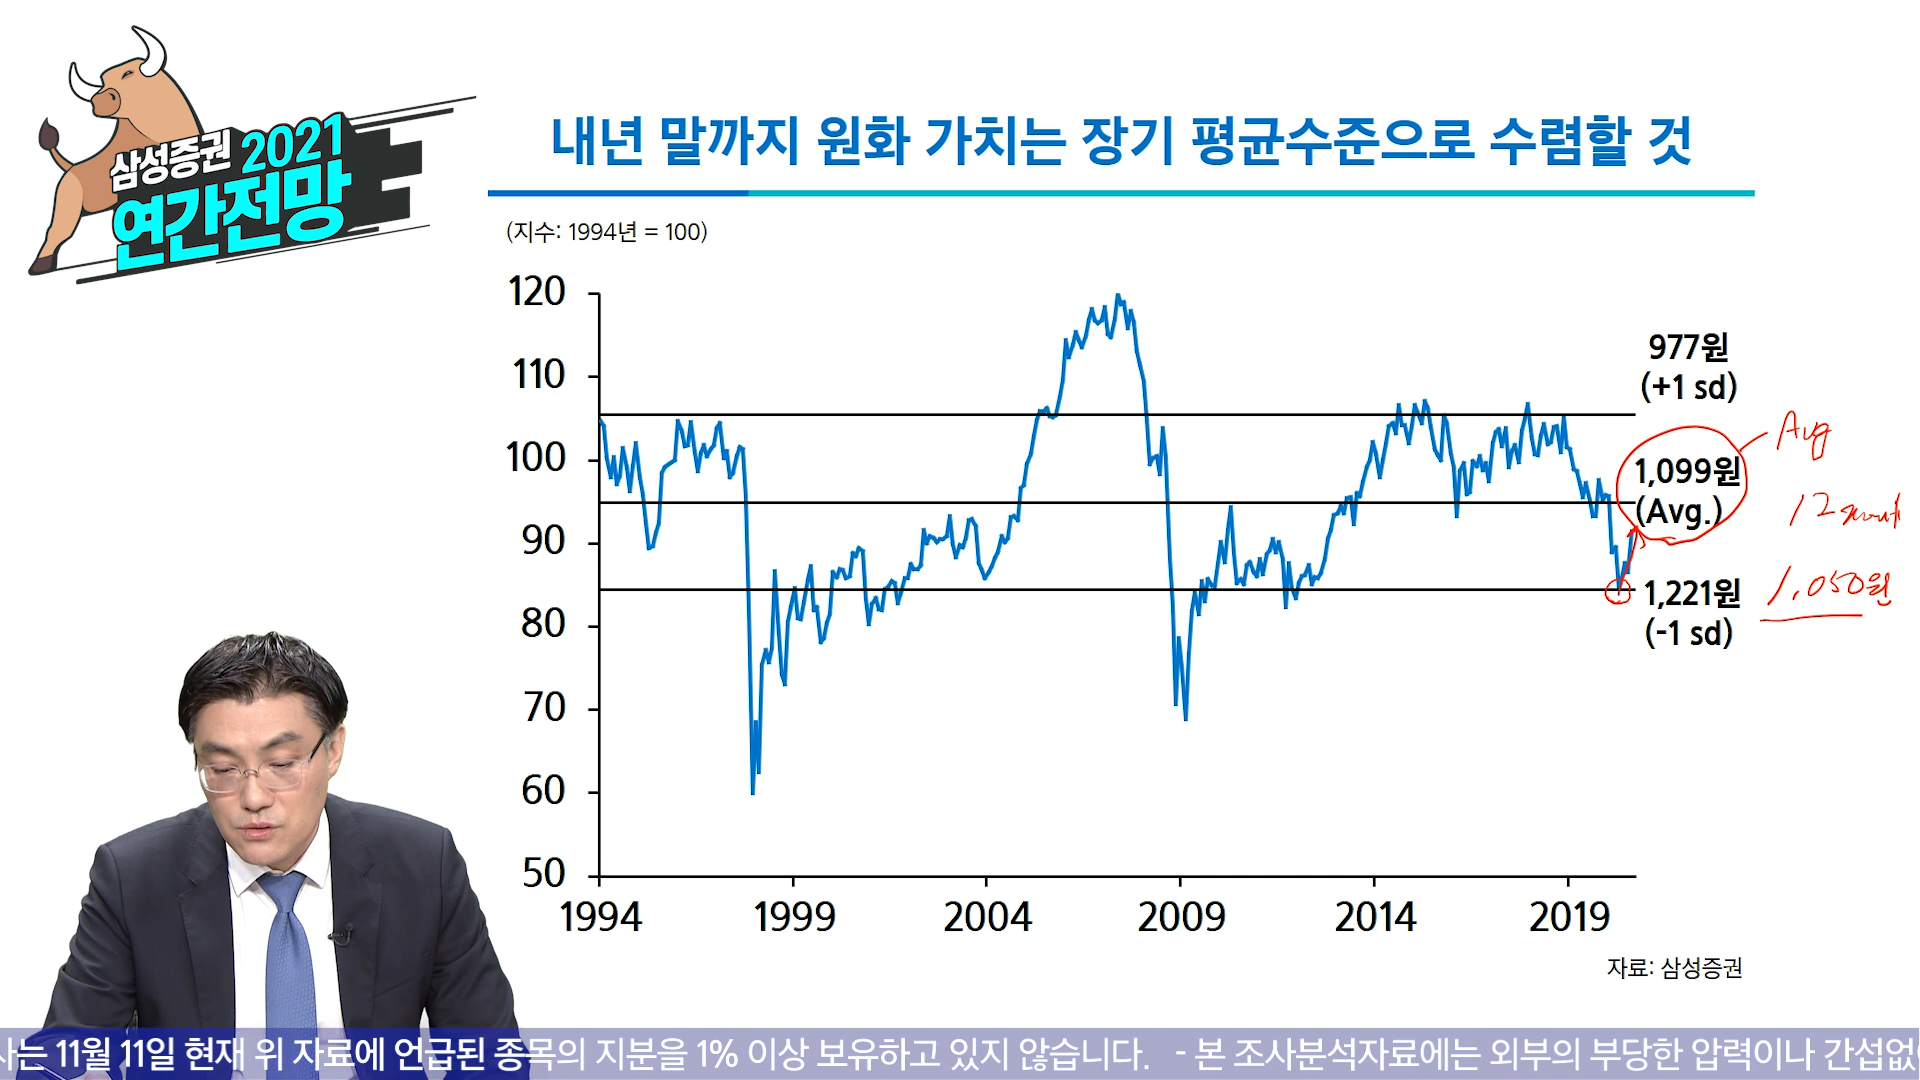 삼성증권 2021
연간전망
내년 말까지 원화 가치는 장기 평균수준으로 수렴할 것
(지수: 1994년 = 100)
120
110
100
90
80
70
60
50
1994 1999 2004 2009 2014 2019
977원
(+1 sd)
1,099원
(Avg.)
1,221원
(-1 sd)
Avg
12
1,050원
자료: 삼성증권
사는 11월 11일 현재 위 자료에 언급된 종목의 지분을 1% 이상 보유하고 있지 않습니다. - 본 조사분석자료에는 외부의 부당한 압력이나 간섭없이